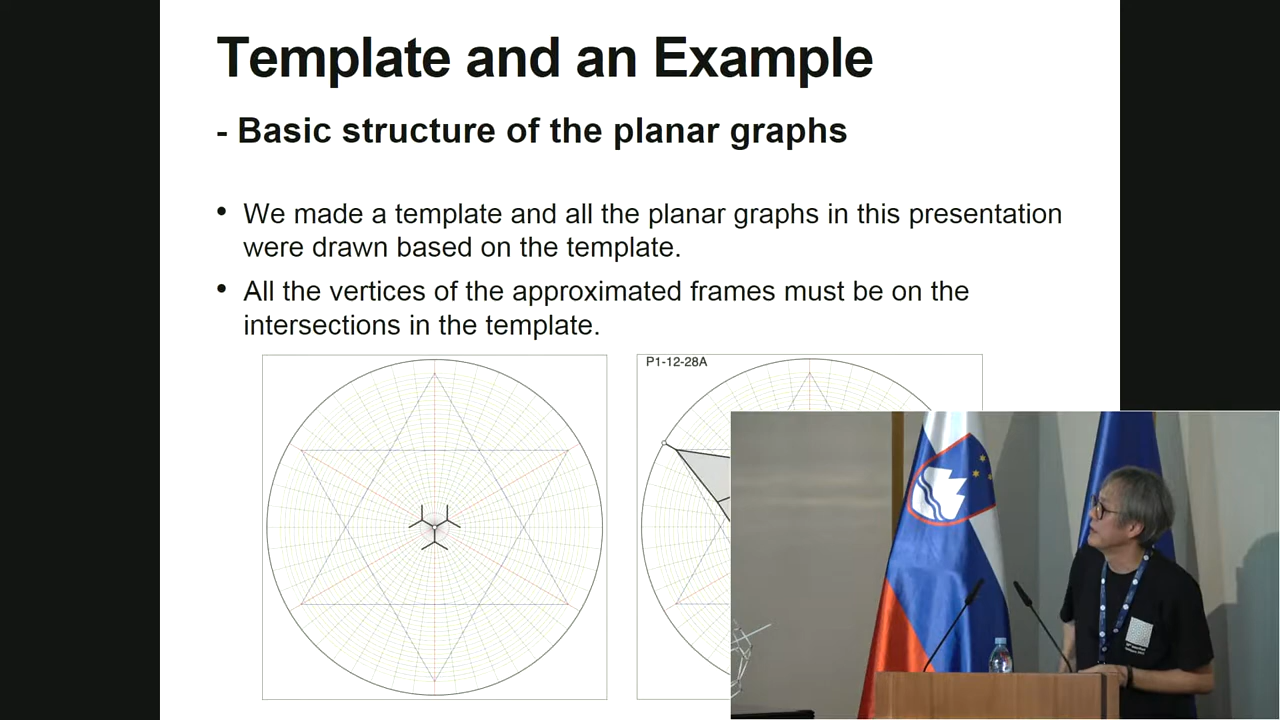 Template and an Example
- Basic structure of the planar graphs
• We made a template and all the planar graphs in this presentation
were drawn based on the template.
• All the vertices of the approximated frames must be on the
intersections in the template.
P1-12-28A